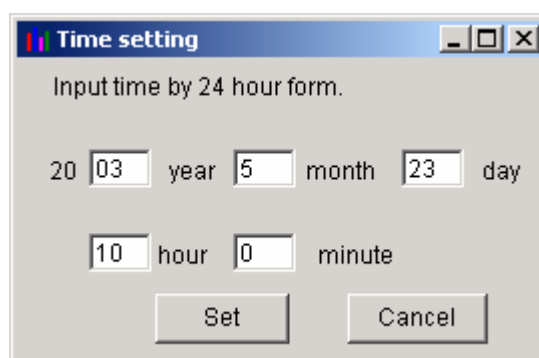 Time setting
Input time by 24 hour form.
20 03 year 5 month 23 day
10 hour 0 minute
Set Cancel